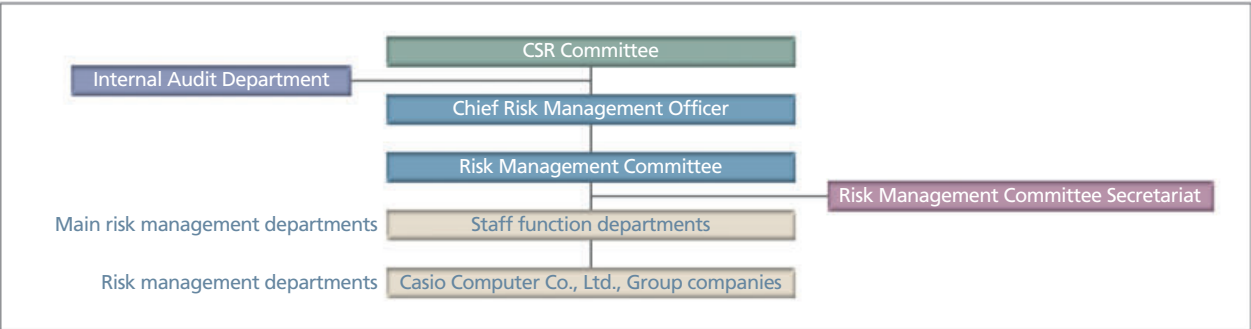 CSR Committee
Internal Audit Department
Chief Risk Management Officer
Risk Management Committee
Risk Management Committee Secretariat
Main risk management departments
Staff function departments
Risk management departments
Casio Computer Co., Ltd., Group companies